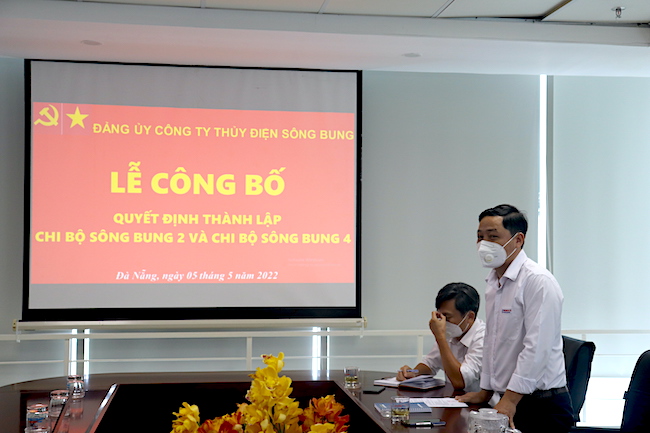 ĐẢNG ỦY CÔNG TY THỦY ĐIỆN SÔNG BUNG
LỄ CÔNG BỐ
QUYẾT ĐỊNH THÀNH LẬP
CHI BỘ SÔNG BUNG 2 VÀ CHI BỘ SÔNG BUNG 4
Đà Nẵng, ngày 05 tháng 5 năm 2022